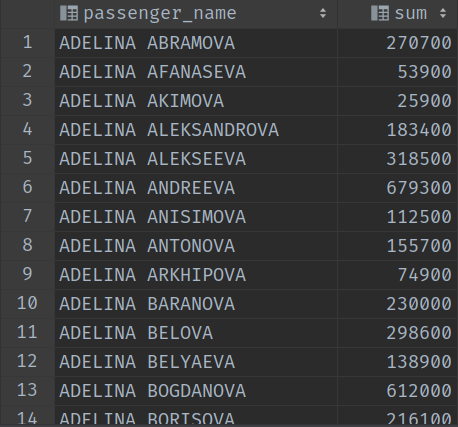 passenger_name sum
1 ADELINA ABRAMOVA 270700
2 ADELINA AFANASEVA 53900
3 ADELINA AKIMOVA 25900
4 ADELINA ALEKSANDROVA 183400
5 ADELINA ALEKSEEVA 318500
6 ADELINA ANDREEVA 679300
7 ADELINA ANISIMOVA 112500
8 ADELINA ANTONOVA 155700
9 ADELINA ARKHIPOVA 74900
10 ADELINA BARANOVA 230000
11 ADELINA BELOVA 298600
12 ADELINA BELYAEVA 138900
13 ADELINA BOGDANOVA 612000
14 ADELINA BORISOVA 216100